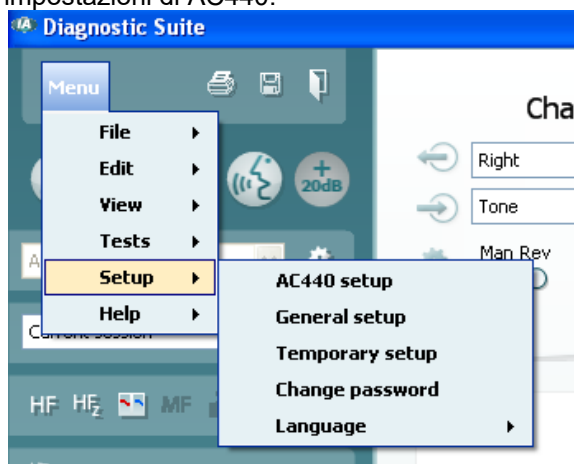 impostazioni di AC440.
Diagnostic Suite
Menu
Cha
File
Right
Edit
+
20dB
View
Tone
Tests
Man Rev
A
Setup
AC440 setup
Help
General setup
Current session
Temporary setup
Change password
HF HFz MF
Language